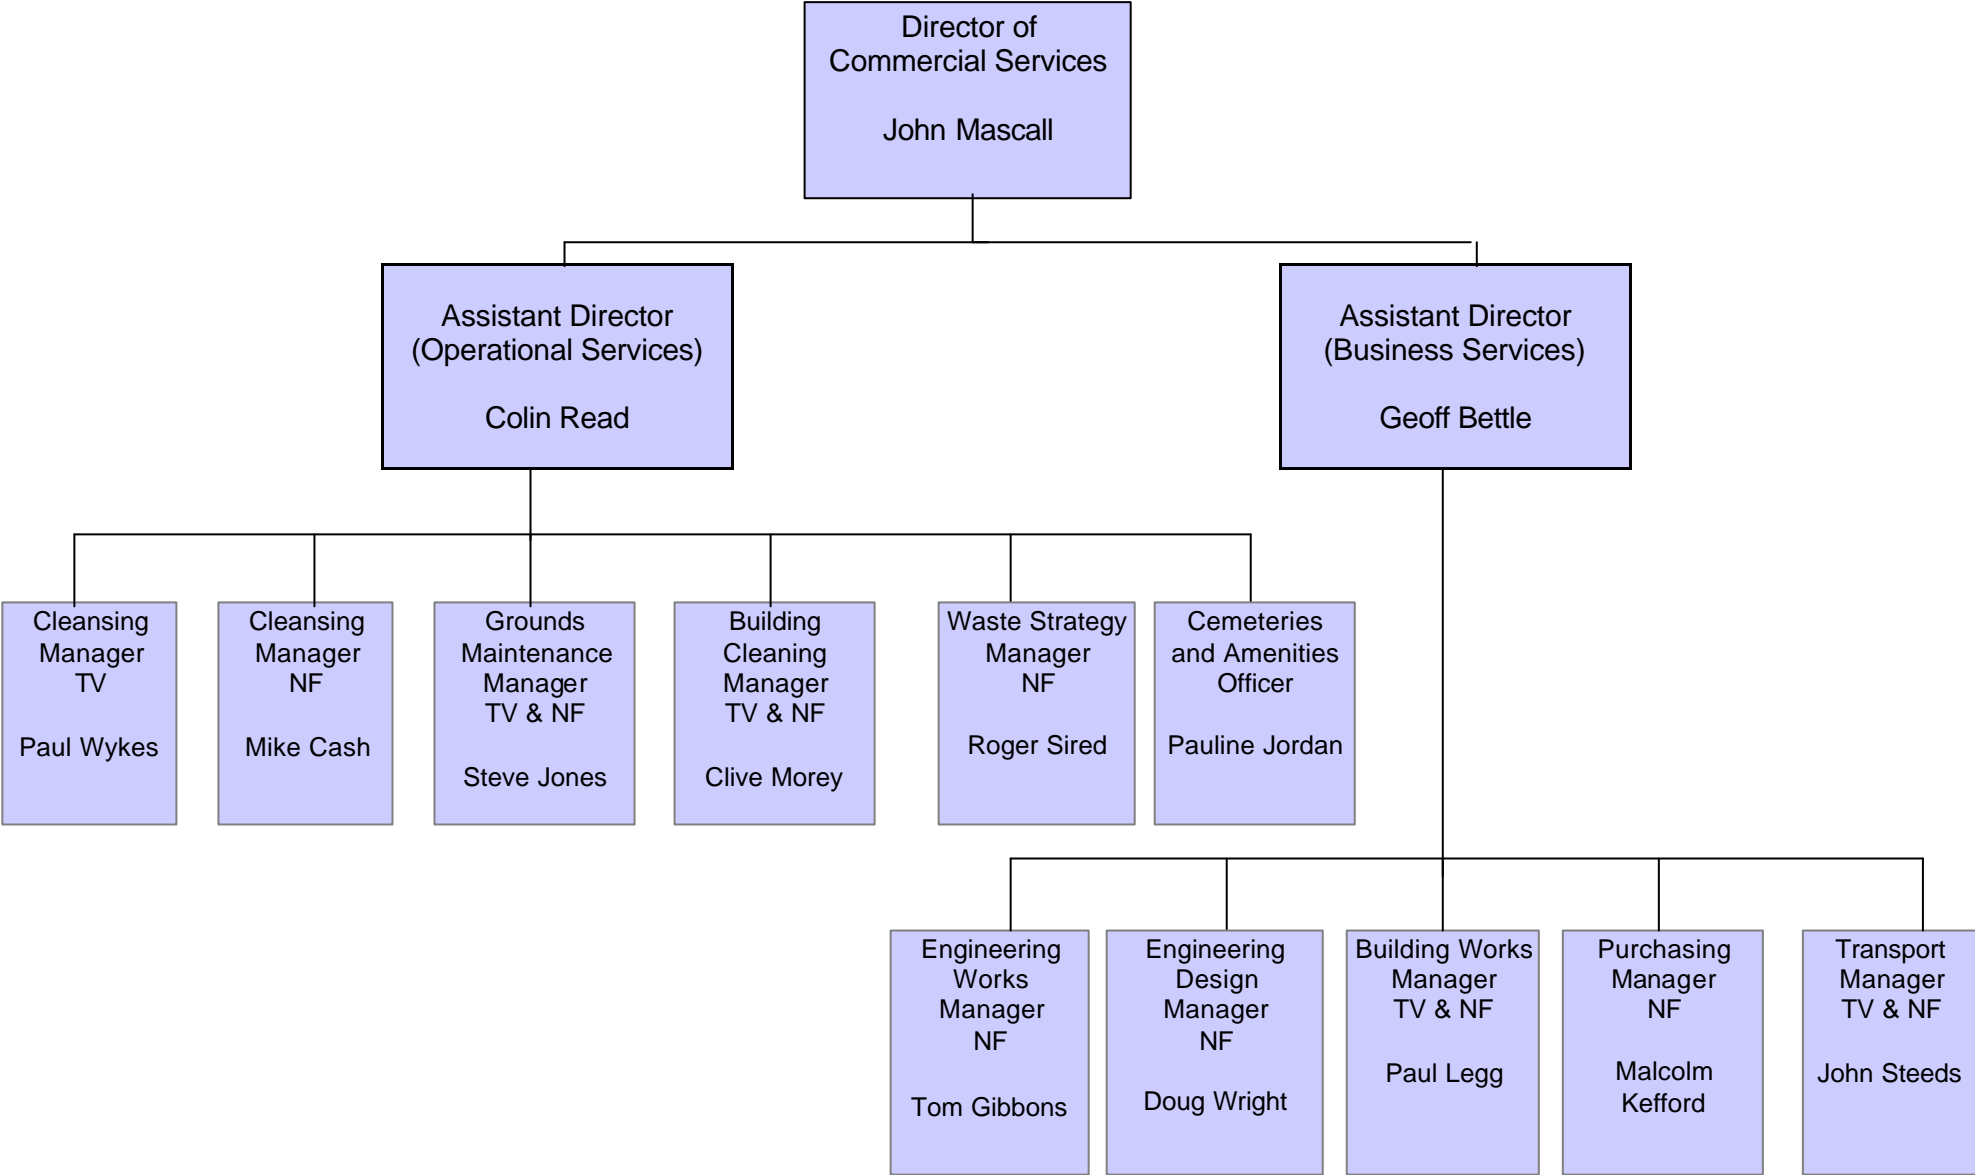 Director of
Commercial Services
John Mascall
Assistant Director
(Operational Services)
Colin Read
Assistant Director
(Business Services)
Geoff Bettle
Cleansing
Manager
TV
Paul Wykes
Cleansing
Manager
NF
Mike Cash
Grounds
Maintenance
Manager
TV & NF
Steve Jones
Building
Cleaning
Manager
TV & NF
Clive Morey
Waste Strategy
Manager
NF
Roger Sired
Cemeteries
and Amenities
Officer
Pauline Jordan
Engineering
Works
Manager
NF
Tom Gibbons
Engineering
Design
Manager
NF
Doug Wright
Building Works
Manager
TV & NF
Paul Legg
Purchasing
Manager
NF
Malcolm
Kefford
Transport
Manager
TV & NF
John Steeds